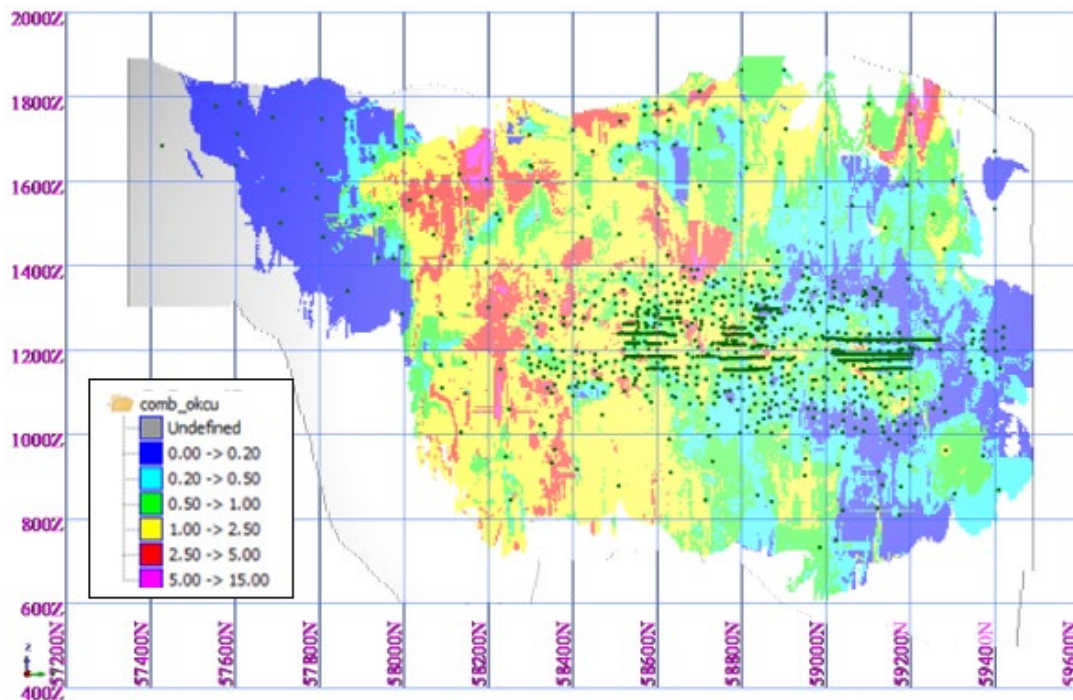 2000Z
1800Z
1600Z
1400Z
1200Z
1000Z
800Z
600Z
400Z
comb_okcu
Undefined
0.00 -> 0.20
0.20 -> 0.50
0.50 -> 1.00
1.00 -> 2.50
2.50 -> 5.00
5.00 -> 15.00
Z
57200N
57400N
57600N
57800N
58000N
58200N
58400N
58600N
58800N
59000N
59200N
59400N
59600N